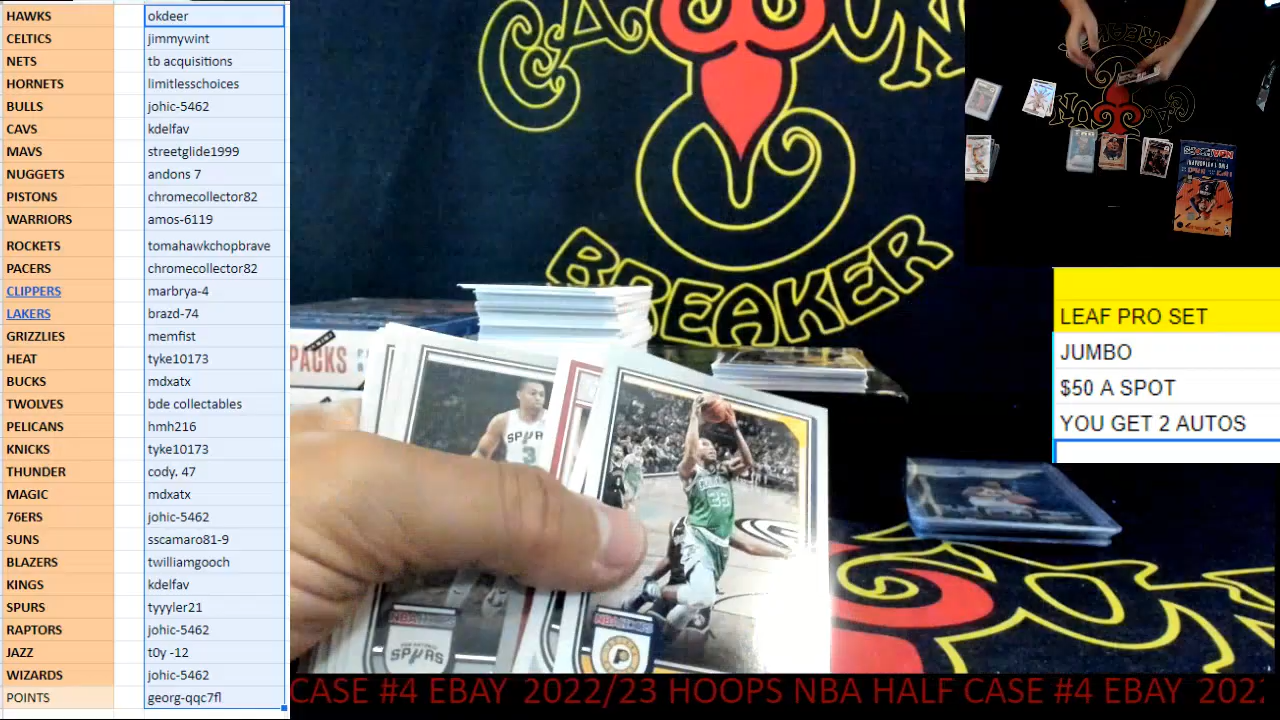 HAWKS okdeer
CELTICS jimmywint
NETS tb acquisitions
HORNETS limitlesschoices
BULLS johic-5462
CAVS kdelfav
MAVS streetglide1999
NUGGETS andons 7
PISTONS chromecollector82
WARRIORS amos-6119
ROCKETS tomahawkchopbrave
PACERS chromecollector82
CLIPPERS marbrya-4
LAKERS brazd-74
GRIZZLIES memfist
HEAT tyke10173
BUCKS mdxatx
TWOLVES bde collectables
PELICANS hmh216
KNICKS tyke10173
THUNDER cody. 47
MAGIC mdxatx
76ERS johic-5462
SUNS sscamaro81-9
BLAZERS twilliamgooch
KINGS kdelfav
SPURS tyyyler21
RAPTORS johic-5462
JAZZ t0y -12
WIZARDS johic-5462
POINTS georg-qqc7fl
BREAKER
PACKS
SPURS
3
SPURS
LEAF PRO SET
JUMBO
$50 A SPOT
YOU GET 2 AUTOS
CASE #4 EBAY 2022/23 HOOPS NBA HALF CASE #4 EBAY 202